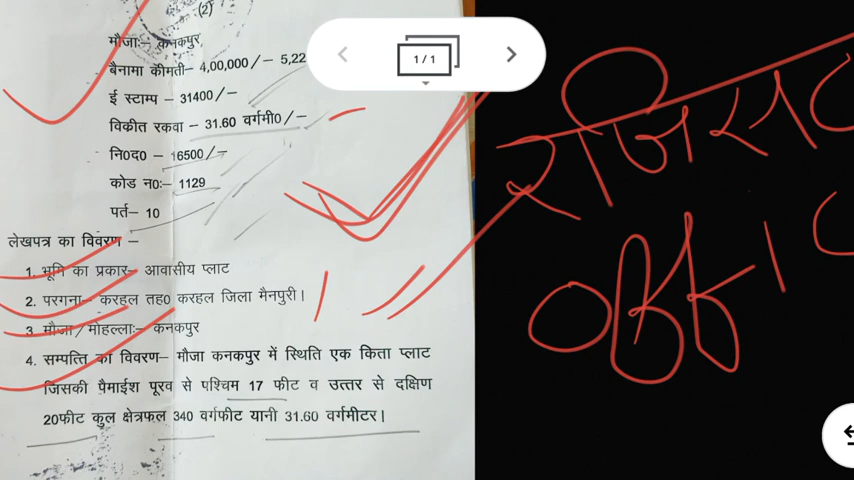 (2)
मौजाः- कनकपुर
बैनामा कीमती– 4,00,000/– 5,22
ई स्टाम्प – 31400/–
विकीत रकवा – 31.60 वर्गमी0/–
नि0द0 – 16500/–
कोड न0:– 1129
पर्त– 10
लेखपत्र का विवरण –
1. भूमि का प्रकार– आवासीय प्लाट
2. परगना– करहल तह0 करहल जिला मैनपुरी।
3. मौजा/मोहल्लाः– कनकपुर
4. सम्पत्ति का विवरण– मौजा कनकपुर में स्थिति एक किता प्लाट
जिसकी पैमाईश पूरव से पश्चिम 17 फीट व उत्तर से दक्षिण
20फीट कुल क्षेत्रफल 340 वर्गफीट यानी 31.60 वर्गमीटर।
1 / 1